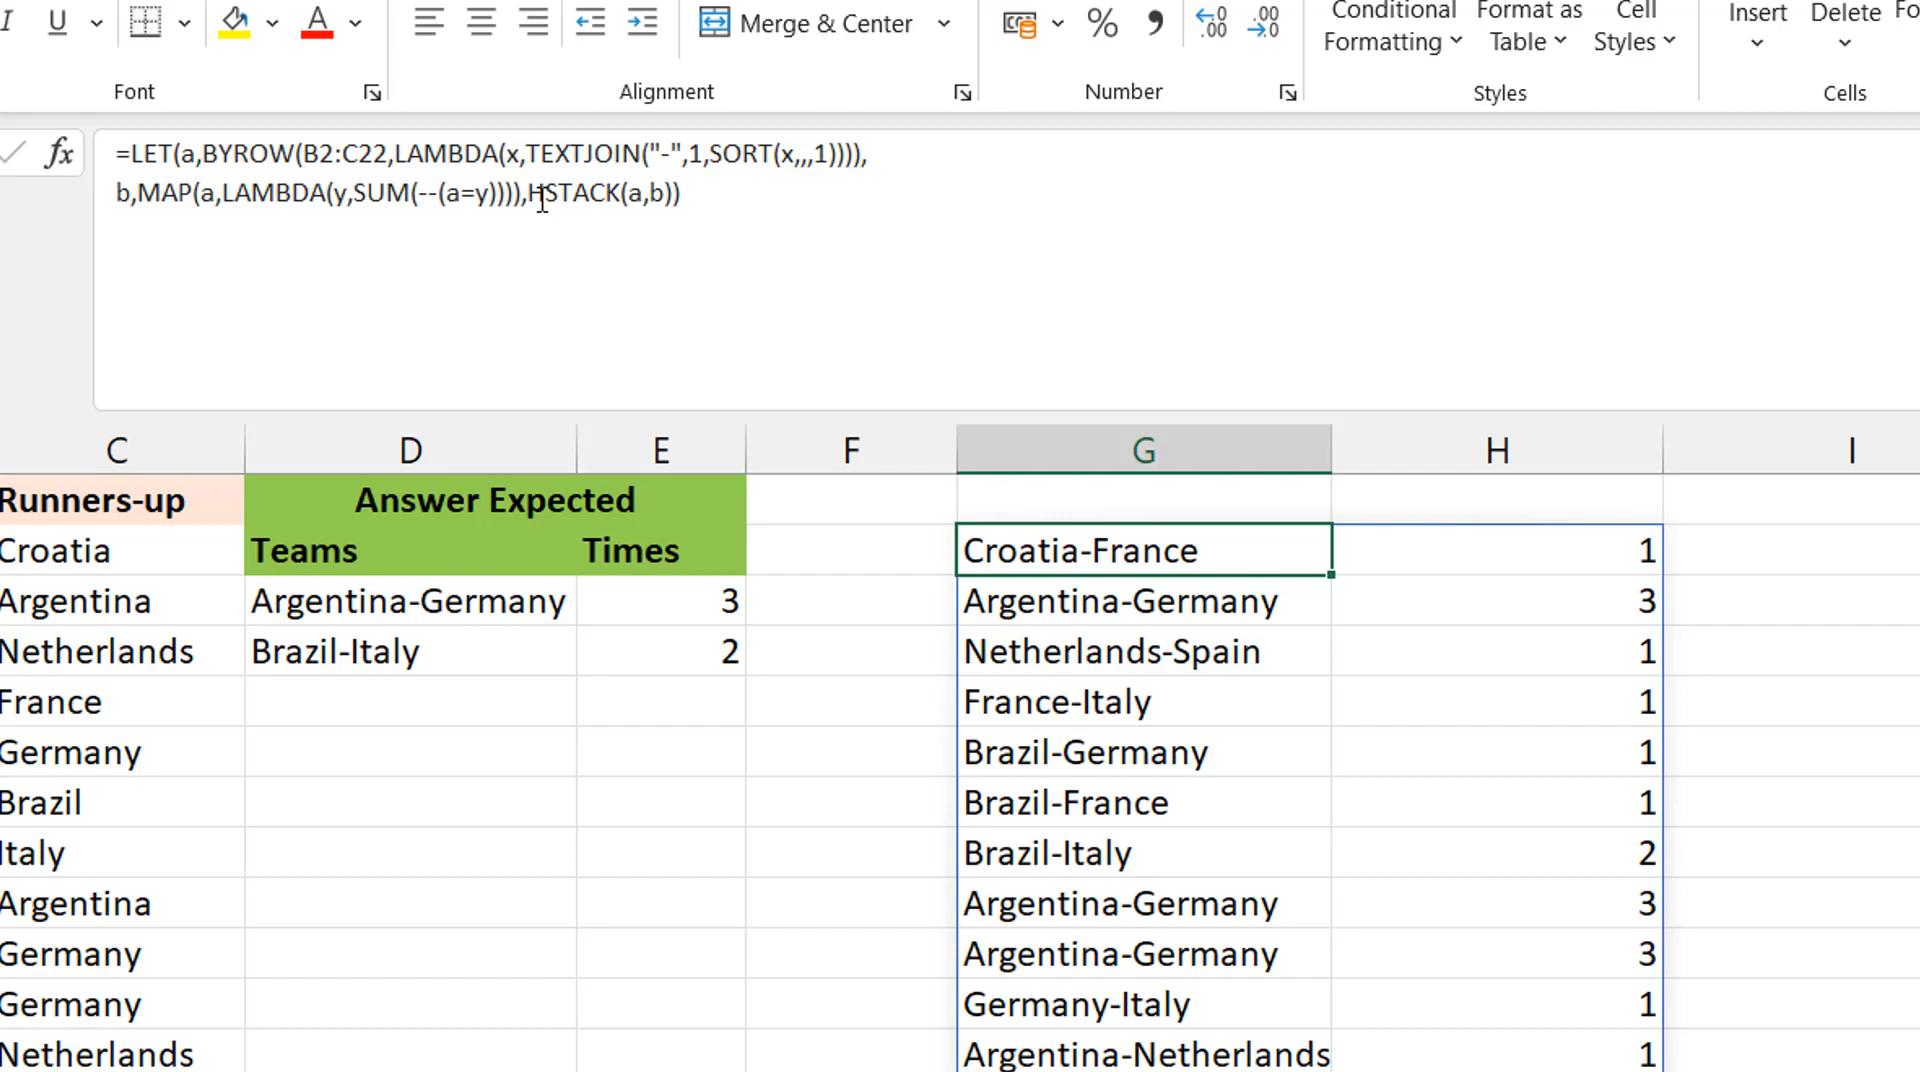 I U A % , .00 .00
Merge & Center
Conditional Formatting
Format as Table
Cell Styles
Insert
Delete
Fo
Font
Alignment
Number
Styles
Cells
fx
=LET(a,BYROW(B2:C22,LAMBDA(x,TEXTJOIN("-",1,SORT(x,,,1)))),
b,MAP(a,LAMBDA(y,SUM(--(a=y)))),HSTACK(a,b))
C D E F G H I
Runners-up Answer Expected
Croatia Teams Times Croatia-France 1
Argentina Argentina-Germany 3 Argentina-Germany 3
Netherlands Brazil-Italy 2 Netherlands-Spain 1
France France-Italy 1
Germany Brazil-Germany 1
Brazil Brazil-France 1
Italy Brazil-Italy 2
Argentina Argentina-Germany 3
Germany Argentina-Germany 3
Germany Germany-Italy 1
Netherlands Argentina-Netherlands 1